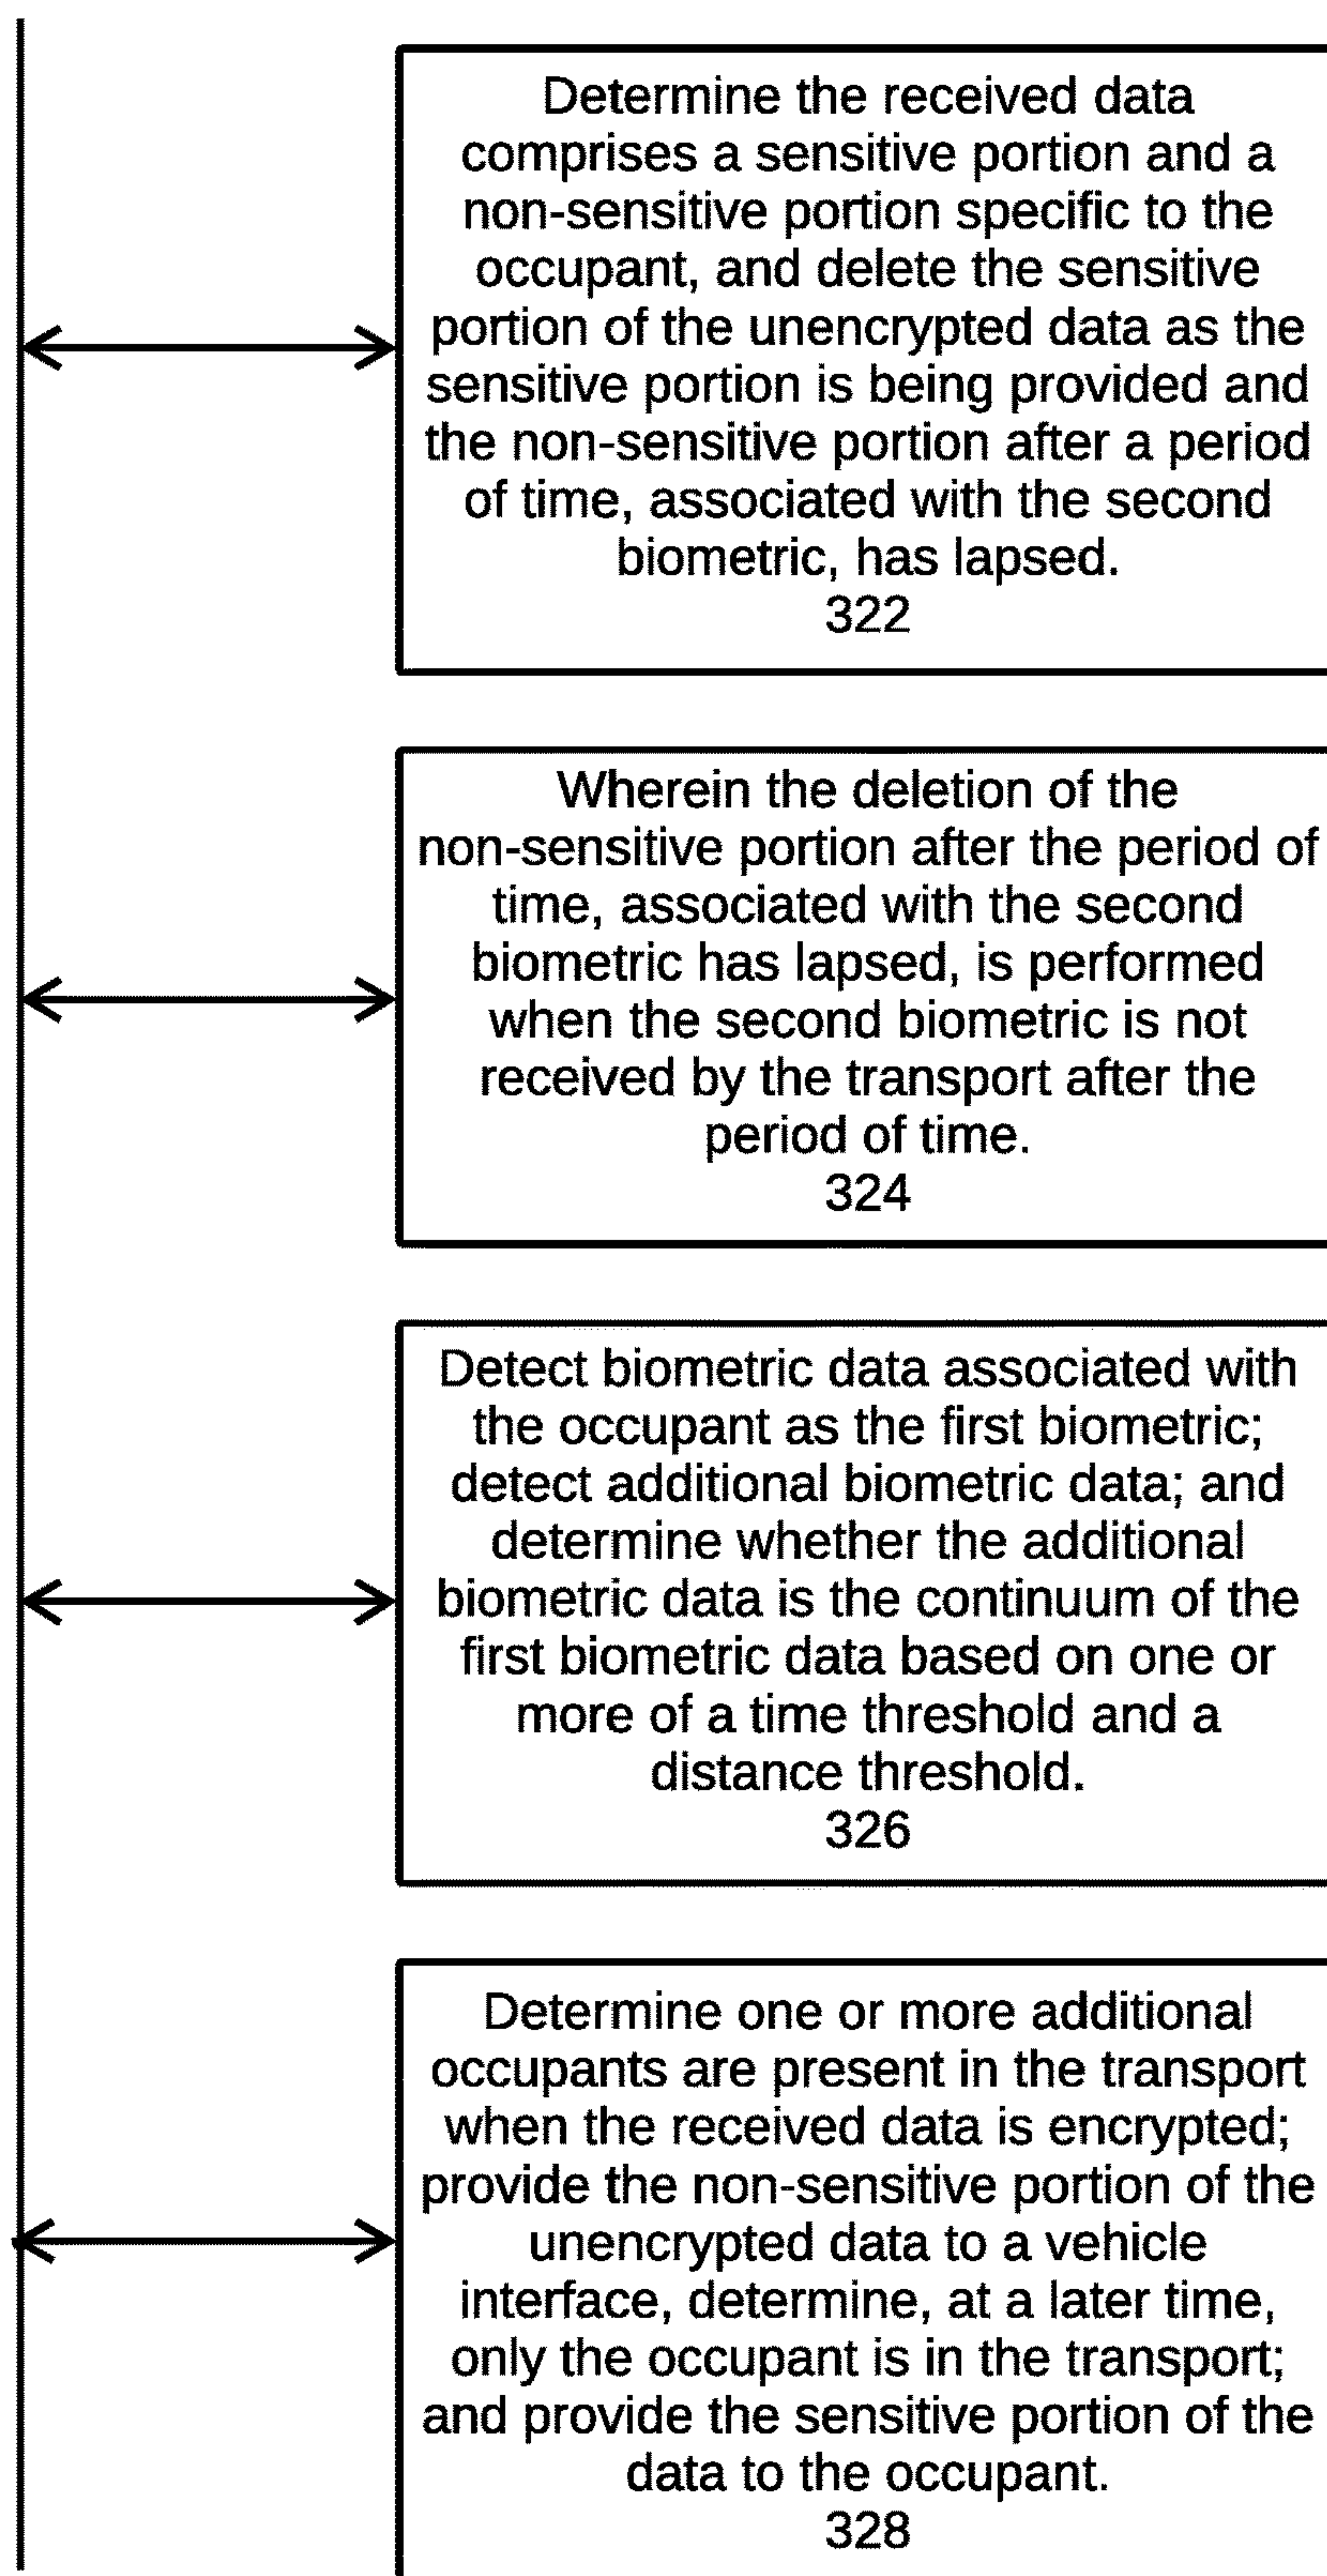 Determine the received data
comprises a sensitive portion and a
non-sensitive portion specific to the
occupant, and delete the sensitive
portion of the unencrypted data as the
sensitive portion is being provided and
the non-sensitive portion after a period
of time, associated with the second
biometric, has lapsed.
322
Wherein the deletion of the
non-sensitive portion after the period of
time, associated with the second
biometric has lapsed, is performed
when the second biometric is not
received by the transport after the
period of time.
324
Detect biometric data associated with
the occupant as the first biometric;
detect additional biometric data; and
determine whether the additional
biometric data is the continuum of the
first biometric data based on one or
more of a time threshold and a
distance threshold.
326
Determine one or more additional
occupants are present in the transport
when the received data is encrypted;
provide the non-sensitive portion of the
unencrypted data to a vehicle
interface, determine, at a later time,
only the occupant is in the transport;
and provide the sensitive portion of the
data to the occupant.
328